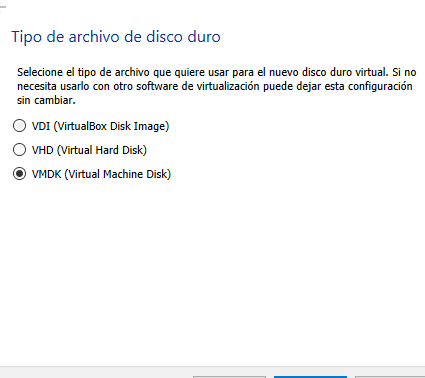 Tipo de archivo de disco duro
Selecione el tipo de archivo que quiere usar para el nuevo disco duro virtual. Si no
necesita usarlo con otro software de virtualización puede dejar esta configuración
sin cambiar.
VDI (VirtualBox Disk Image)
VHD (Virtual Hard Disk)
VMDK (Virtual Machine Disk)